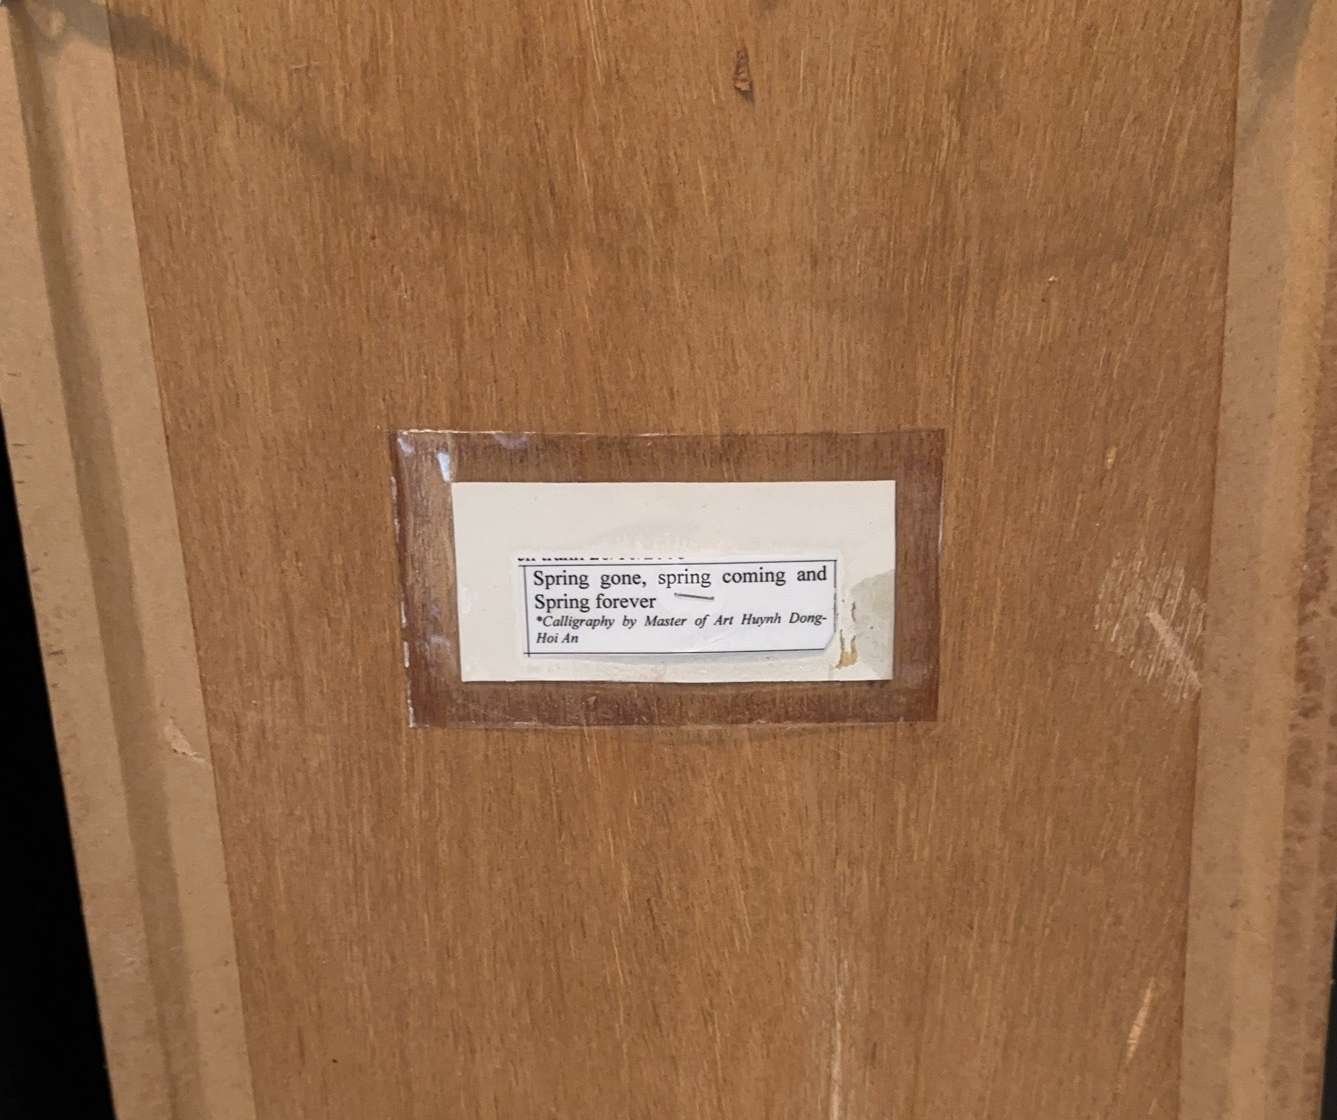 Spring gone, spring coming and
Spring forever
*Calligraphy by Master of Art Huynh Dong-
Hoi An